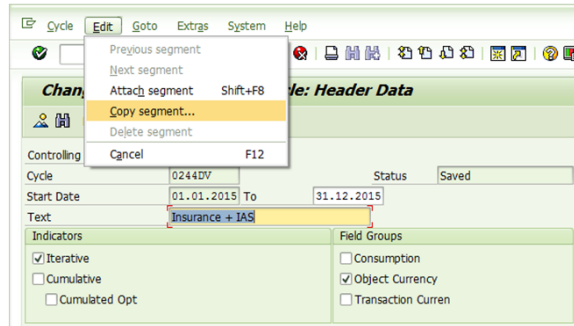 Cycle Edit Goto Extras System Help
Previous segment
Next segment
Attach segment Shift+F8
Copy segment...
Delete segment
Cancel F12
le: Header Data
Controlling
Cycle 0244DV Status Saved
Start Date 01.01.2015 To 31.12.2015
Text Insurance + IAS
Indicators Field Groups
Iterative Consumption
Cumulative Object Currency
Cumulated Opt Transaction Curren